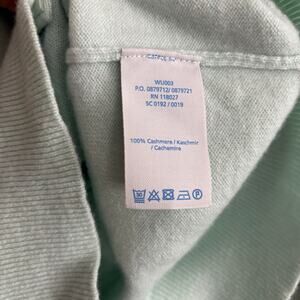 WU003
P.O. 0879712/ 0879721
RN 118027
SC 0192 / 0019
100% Cashmere / Kaschmir
/ Cachemire